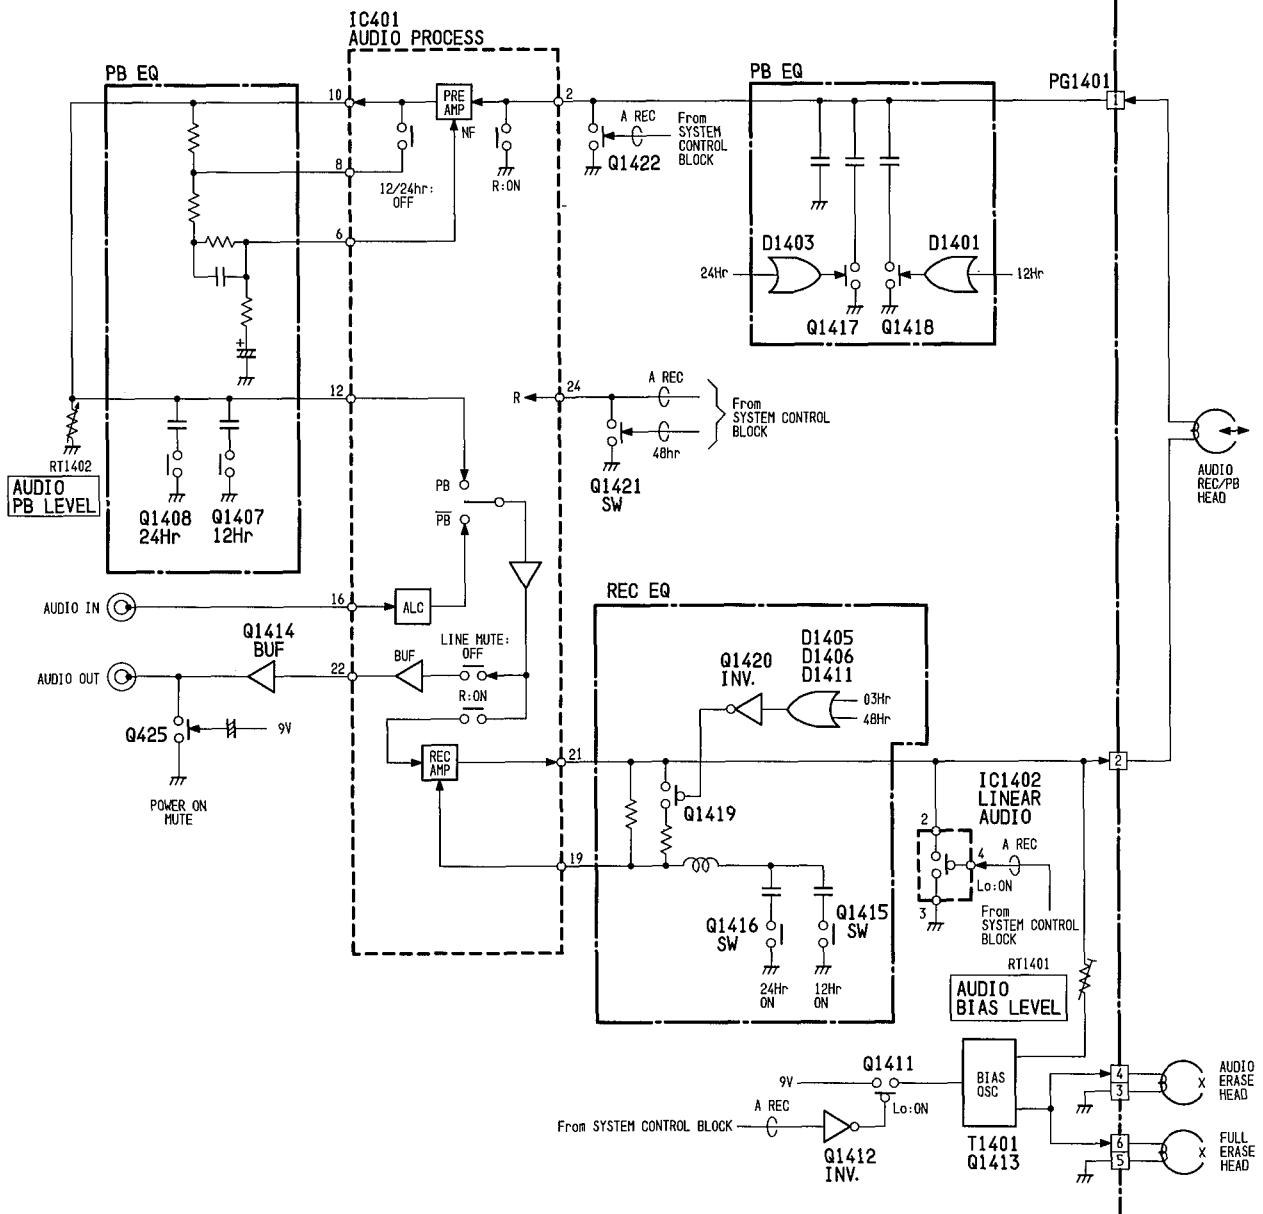 IC401
AUDIO PROCESS
PB EQ
PB EQ
PG1401
10
PRE
AMP
NF
2
A REC
From
SYSTEM
CONTROL
BLOCK
Q1422
1
8
12/24hr:
OFF
R:ON
6
D1403
D1401
24Hr
12Hr
Q1417
Q1418
+
12
R
24
A REC
From
SYSTEM CONTROL
BLOCK
48hr
Q1421
SW
RT1402
AUDIO
PB LEVEL
Q1408
24Hr
Q1407
12Hr
PB
P̅B̅
AUDIO
REC/PB
HEAD
AUDIO IN
16
ALC
REC EQ
Q1414
BUF
LINE MUTE:
OFF
BUF
D1405
D1406
D1411
Q1420
INV.
03Hr
48Hr
AUDIO OUT
22
R:ON
Q425
9V
POWER ON
MUTE
REC
AMP
21
2
Q1419
IC1402
LINEAR
AUDIO
2
A REC
4
Lo:ON
3
From
SYSTEM CONTROL
BLOCK
19
Q1416
SW
Q1415
SW
24Hr
ON
12Hr
ON
RT1401
AUDIO
BIAS LEVEL
Q1411
9V
Lo:ON
BIAS
OSC
4
3
AUDIO
ERASE
HEAD
A REC
From SYSTEM CONTROL BLOCK
Q1412
INV.
T1401
Q1413
6
5
FULL
ERASE
HEAD